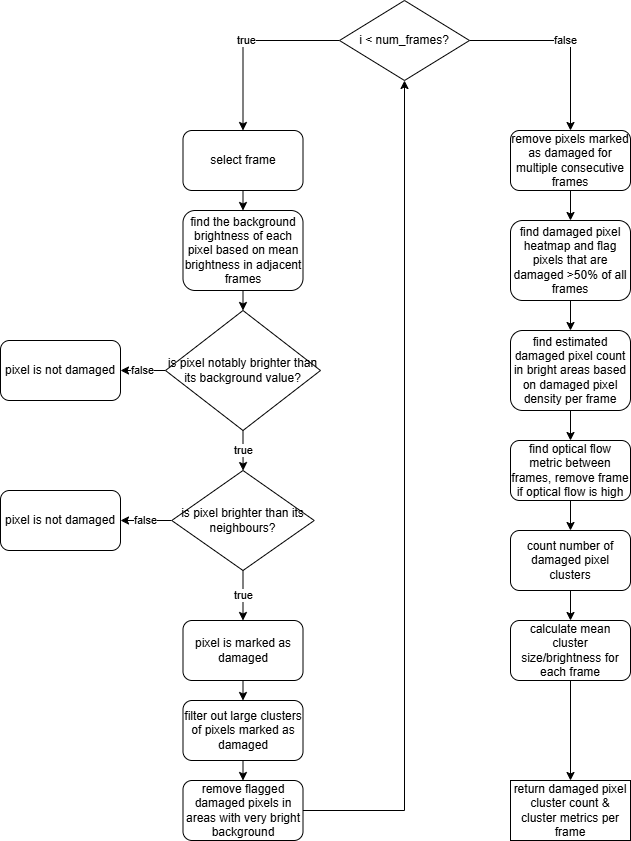 i < num_frames?
true
false
select frame
find the background
brightness of each
pixel based on mean
brightness in adjacent
frames
is pixel notably brighter than
its background value?
false
pixel is not damaged
true
is pixel brighter than its
neighbours?
false
pixel is not damaged
true
pixel is marked as
damaged
filter out large clusters
of pixels marked as
damaged
remove flagged
damaged pixels in
areas with very bright
background
remove pixels marked
as damaged for
multiple consecutive
frames
find damaged pixel
heatmap and flag
pixels that are
damaged >50% of all
frames
find estimated
damaged pixel count
in bright areas based
on damaged pixel
density per frame
find optical flow
metric between
frames, remove frame
if optical flow is high
count number of
damaged pixel
clusters
calculate mean
cluster
size/brightness for
each frame
return damaged pixel
cluster count &
cluster metrics per
frame